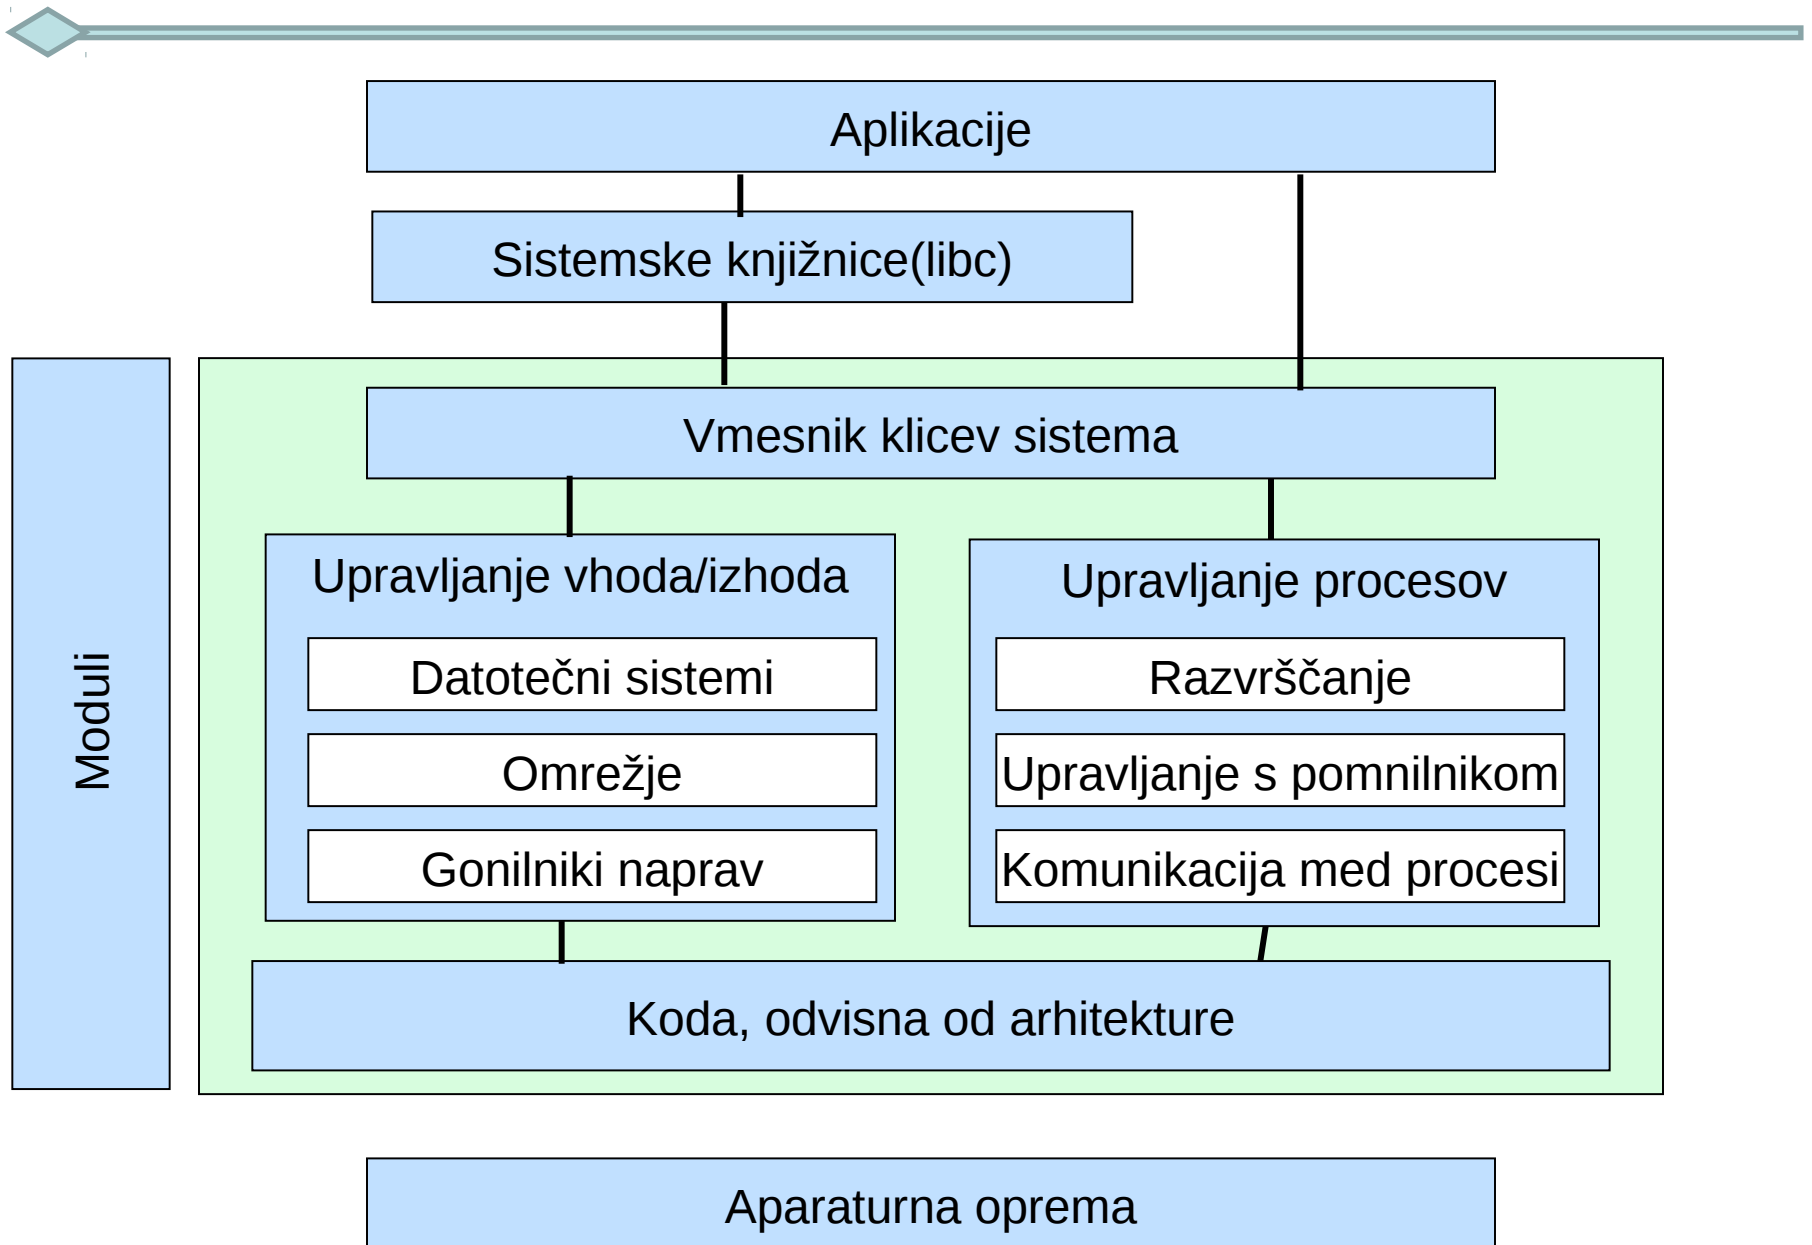 Aplikacije
Sistemske knjižnice(libc)
Vmesnik klicev sistema
Moduli
Upravljanje vhoda/izhoda
Datotečni sistemi
Omrežje
Gonilniki naprav
Upravljanje procesov
Razvrščanje
Upravljanje s pomnilnikom
Komunikacija med procesi
Koda, odvisna od arhitekture
Aparaturna oprema